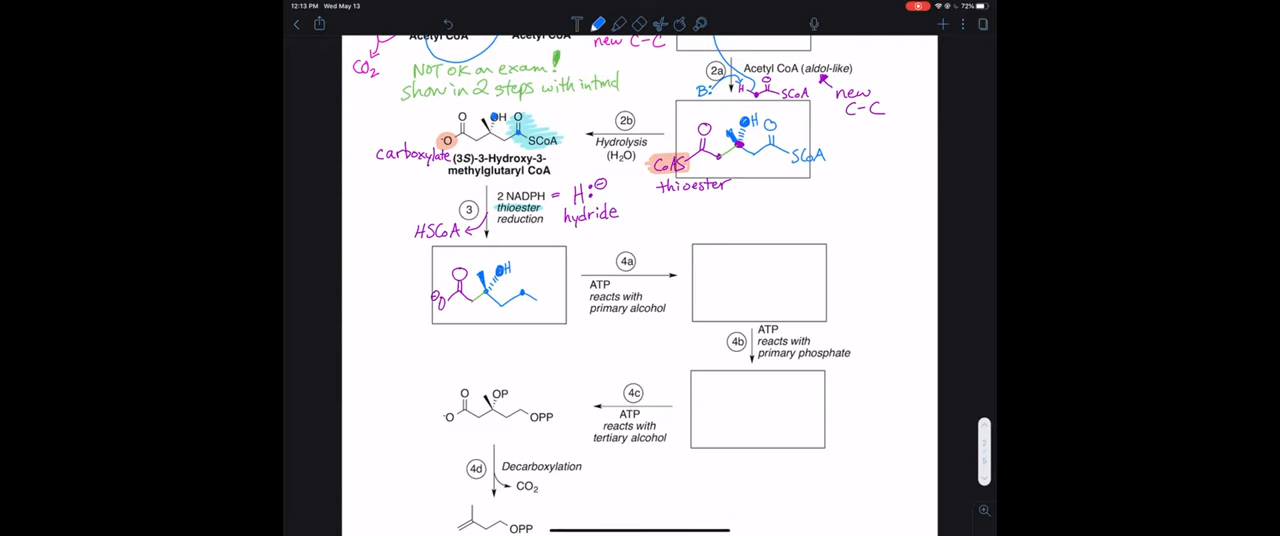 12:13 PM Wed May 13
72%
T
Acetyl CoA Acetyl CoA
new C-C
CO2
NOT OK on exam!
show in 2 steps with intmd
2a
Acetyl CoA (aldol-like)
B:
H
O
SCoA
new
C-C
O
OH
O
-O
SCoA
carboxylate
(3S)-3-Hydroxy-3-
methylglutaryl CoA
2b
Hydrolysis
(H2O)
O
OH
O
CoAS
SCoA
thioester
3
2 NADPH = H:⊖
thioester
reduction
hydride
HSCoA
O
OH
⊖O
4a
ATP
reacts with
primary alcohol
4b
ATP
reacts with
primary phosphate
O
OP
-O
OPP
4c
ATP
reacts with
tertiary alcohol
4d
Decarboxylation
CO2
OPP